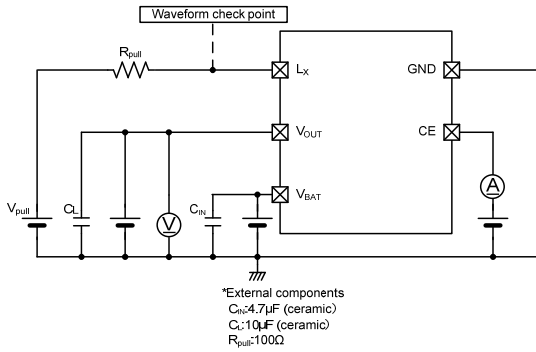 Waveform check point
Rpull
LX
GND
VOUT
CE
VBAT
Vpull
CL
V
CIN
A
*External components
CIN:4.7μF (ceramic)
CL:10μF (ceramic)
Rpull:100Ω